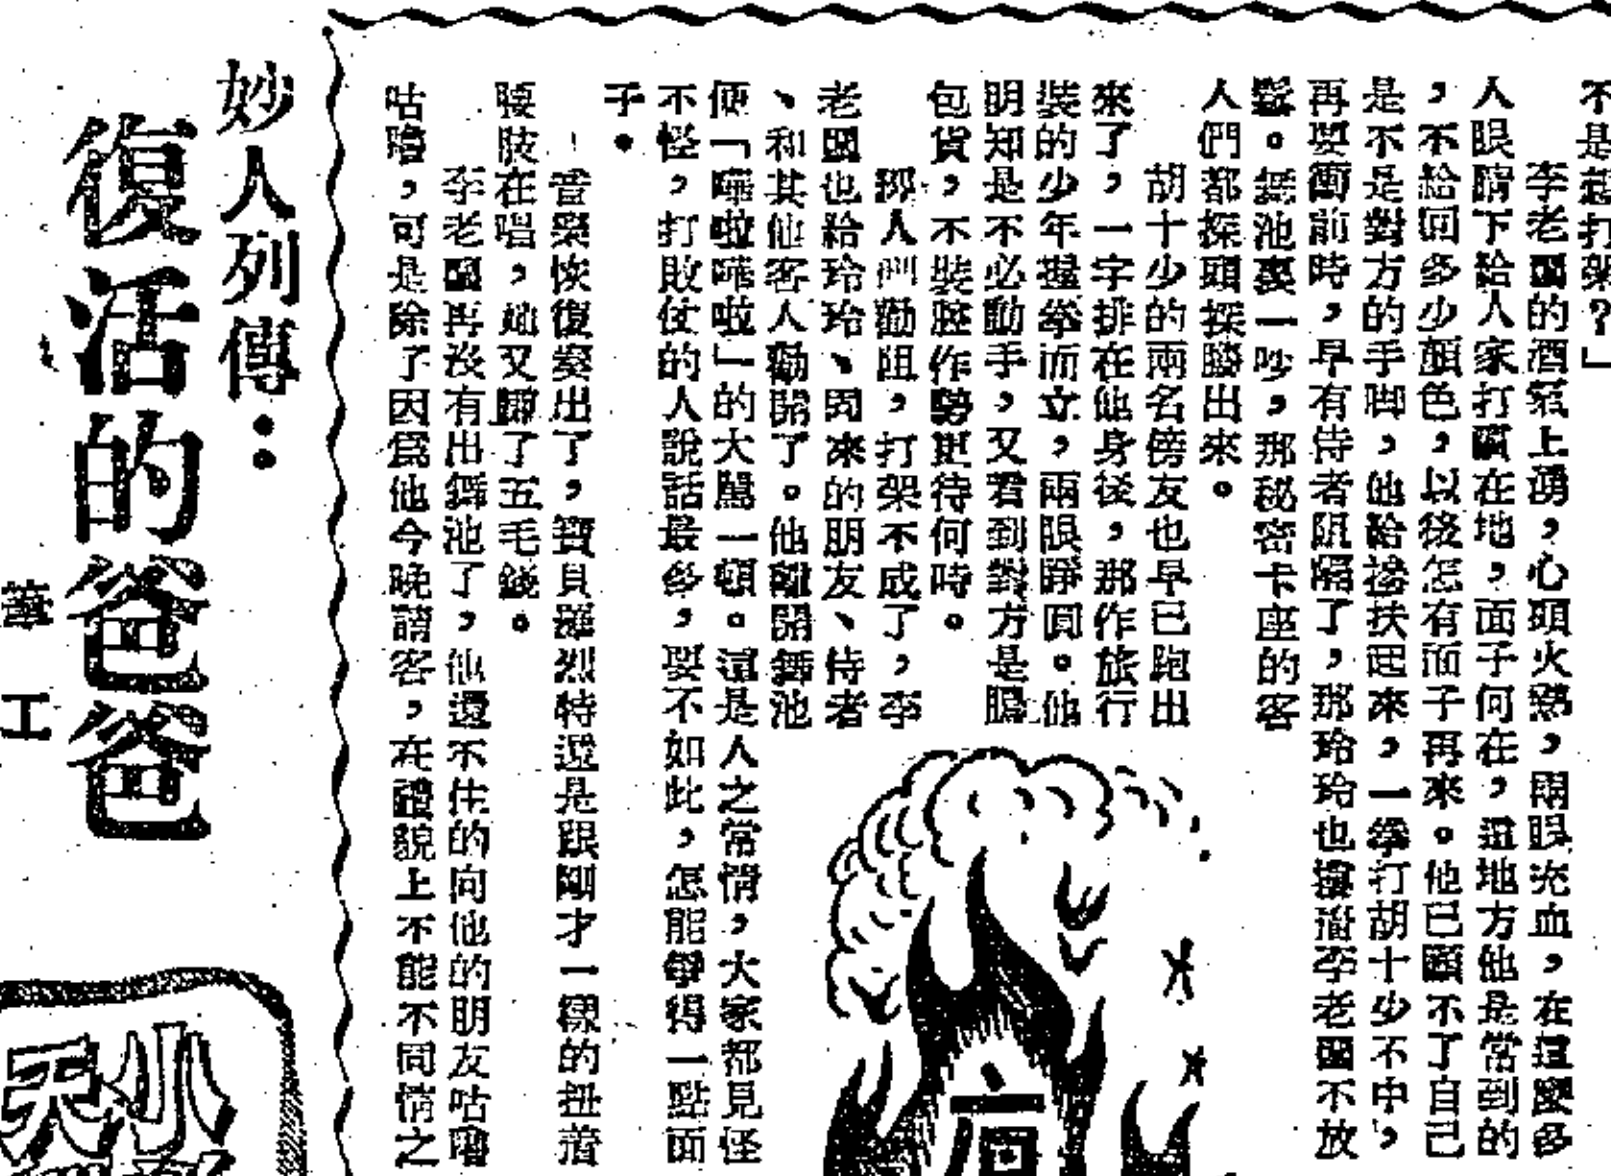 不是想打架？」
李老闆的酒氣上湧，心頭火熱，兩眼充血，在這麼多
人眼睛下給人家打躓在地，面子何在，這地方他是常到的
，不給回多少顏色，以後怎有面子再來。他已顧不了自己
是不是對方的手脚，他給摻扶起來，一拳打胡十少不中，
再要衝前時，早有侍者阻隔了，那玲玲也擁着李老闆不放
鬆。舞池裏一吵，那秘密卡座的客
人們都探頭探腦出來。
胡十少的兩名傍友也早已跑出
來了，一字排在他身後，那作旅行
裝的少年握拳而立，兩眼睜圓。他
明知是不必動手，又看到對方是腸
包貨，不裝腔作勢更待何時。
那人們勸阻，打架不成了，李
老闆也給玲玲、同來的朋友、侍者
、和其他客人勸開了。他離開舞池
便「嘩啦嘩啦」的大駡一頓。這是人之常情，大家都見怪
不怪，打敗仗的人說話最多，要不如此，怎能爭得一點面
子。
音樂恢復奏出了，寶貝羅烈特還是跟剛才一樣的扭着
腰肢在唱，她又歸了五毛錢。
李老闆再沒有出舞池了，他還不住的向他的朋友咕嚕
咕嚕，可是除了因為他今晚請客，在禮貌上不能不同情之
妙人列傳：
復活的爸爸
華工
小
天